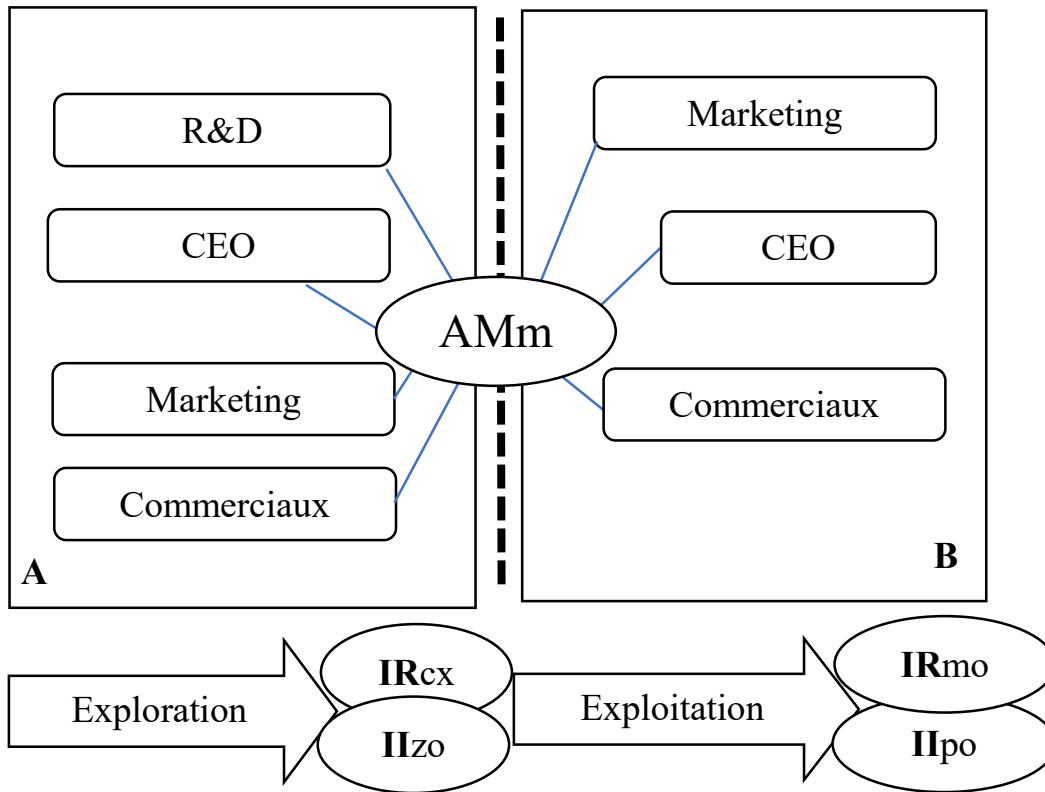 R&D
CEO
Marketing
Commerciaux
A
AMm
Marketing
CEO
Commerciaux
B
Exploration
IRcx
IIzo
Exploitation
IRmo
IIpo